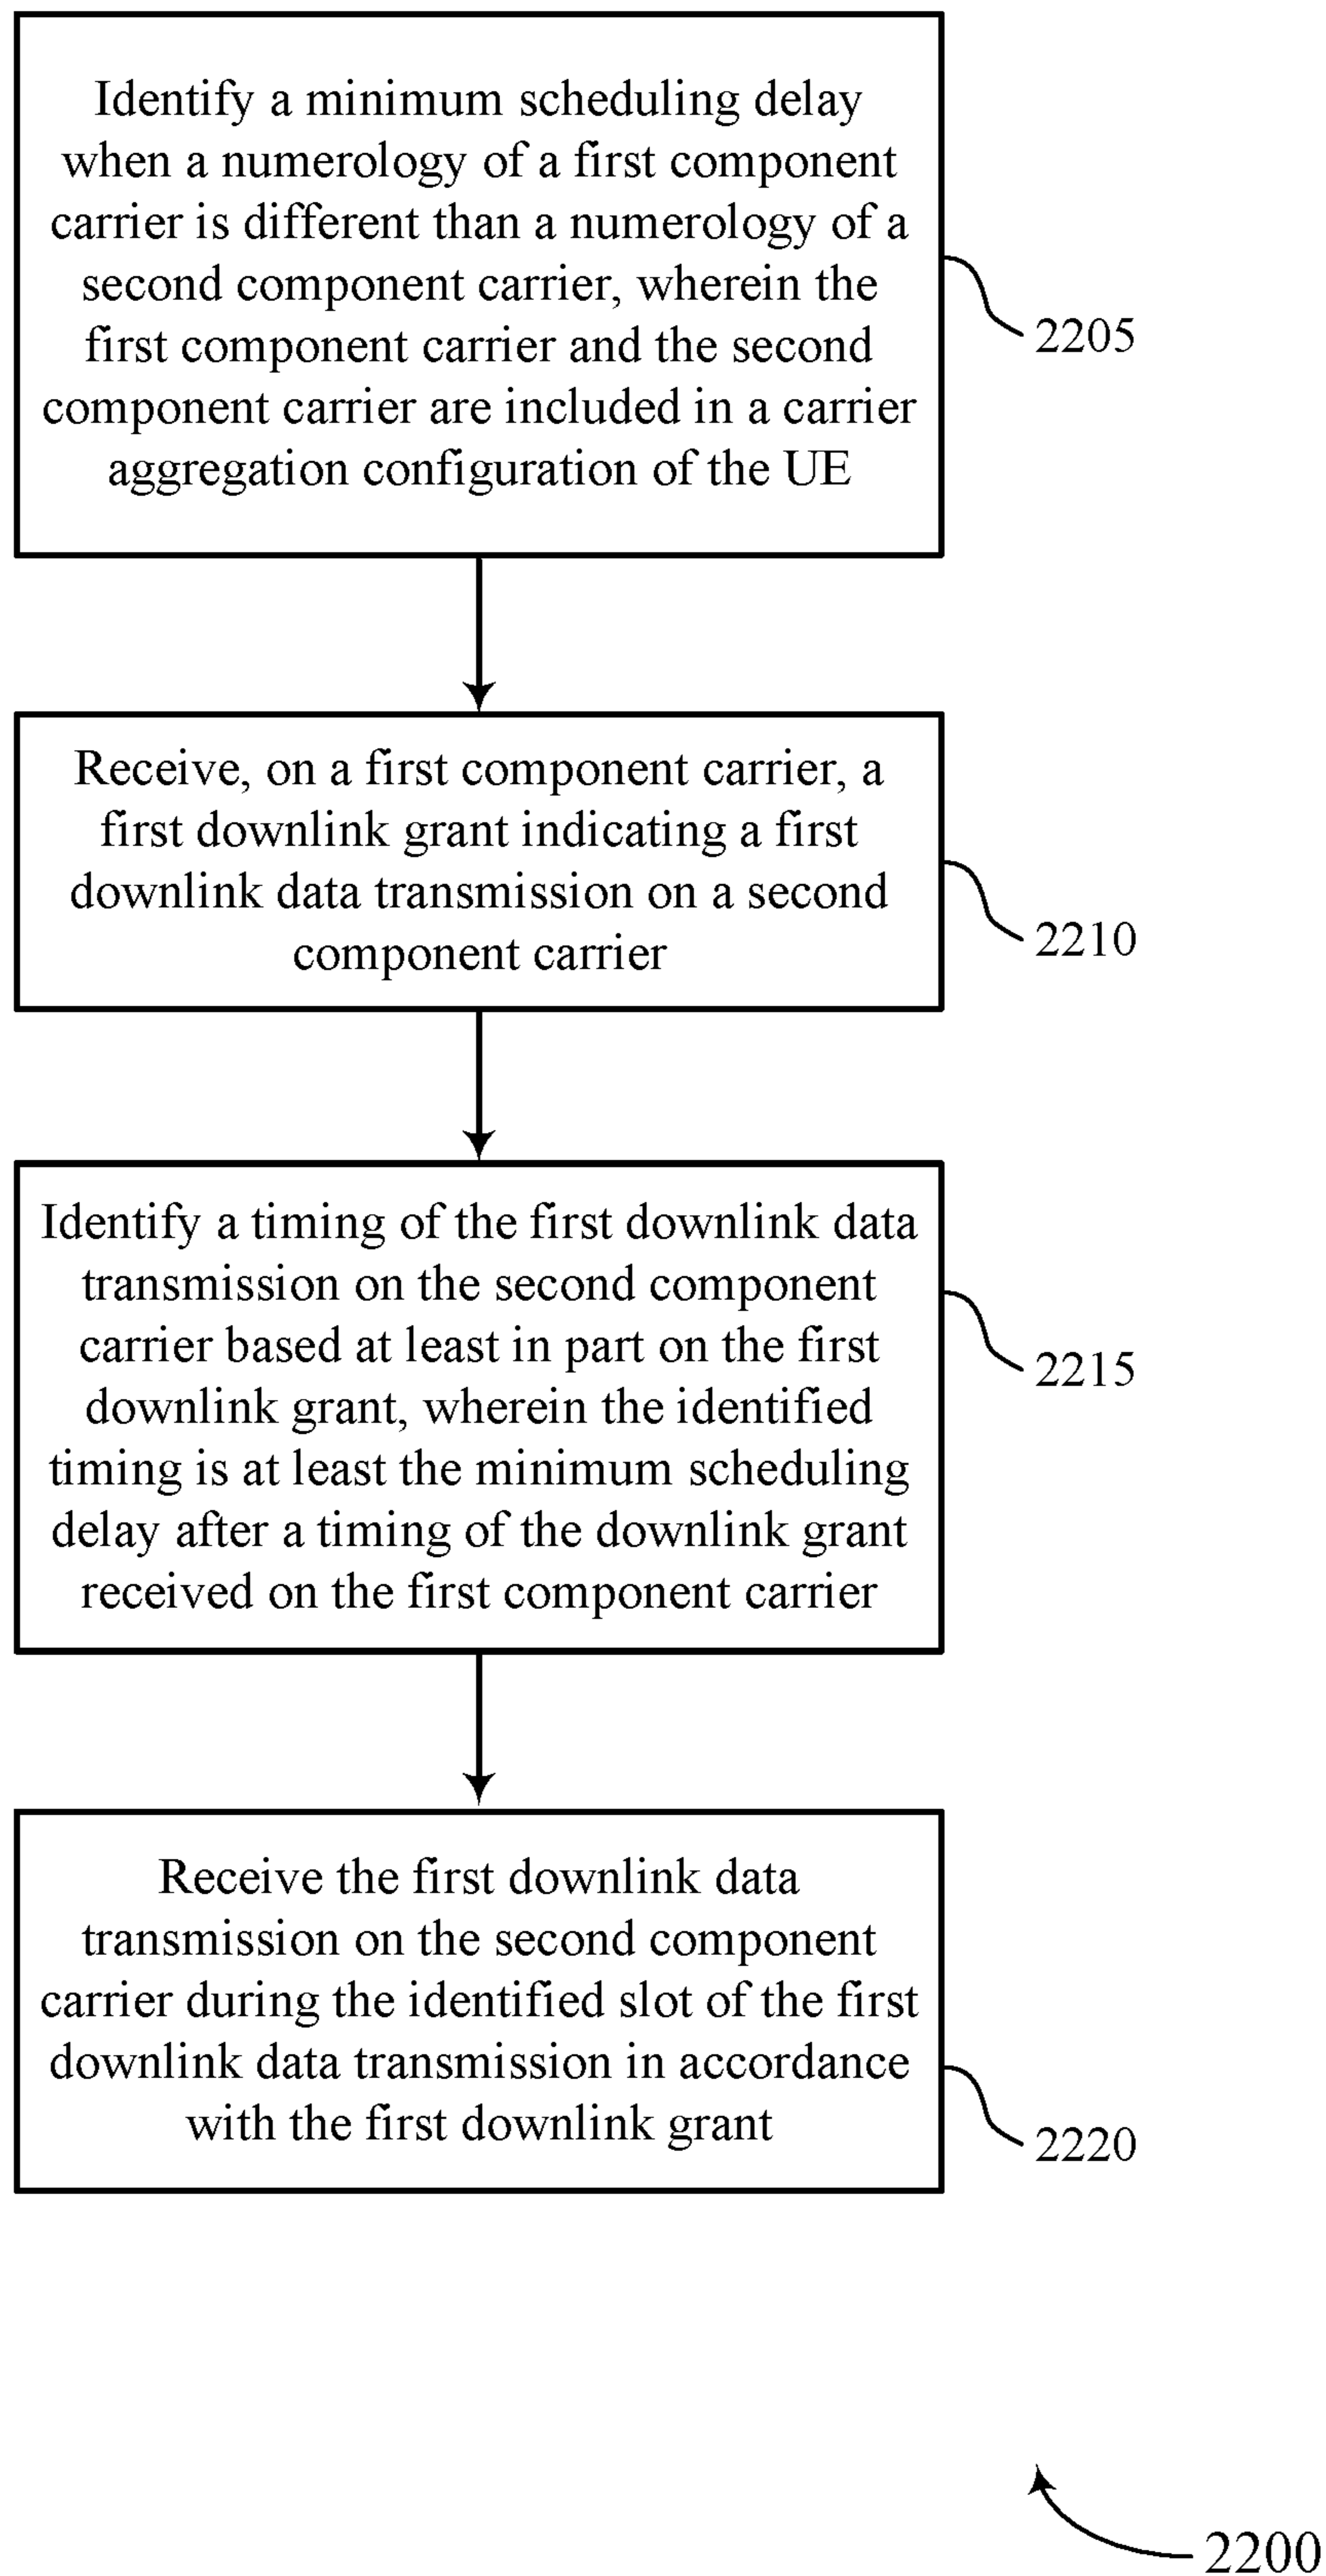 Identify a minimum scheduling delay
when a numerology of a first component
carrier is different than a numerology of a
second component carrier, wherein the
first component carrier and the second
component carrier are included in a carrier
aggregation configuration of the UE
2205
Receive, on a first component carrier, a
first downlink grant indicating a first
downlink data transmission on a second
component carrier
2210
Identify a timing of the first downlink data
transmission on the second component
carrier based at least in part on the first
downlink grant, wherein the identified
timing is at least the minimum scheduling
delay after a timing of the downlink grant
received on the first component carrier
2215
Receive the first downlink data
transmission on the second component
carrier during the identified slot of the first
downlink data transmission in accordance
with the first downlink grant
2220
2200